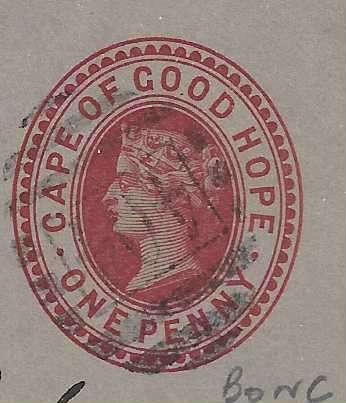 CAPE OF GOOD HOPE
· ONE PENNY ·
BONC